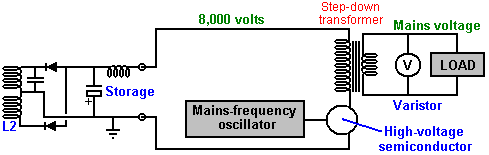 Step-down
transformer
8,000 volts
Mains voltage
V
LOAD
Storage
+
Mains-frequency
oscillator
Varistor
L2
High-voltage
semiconductor